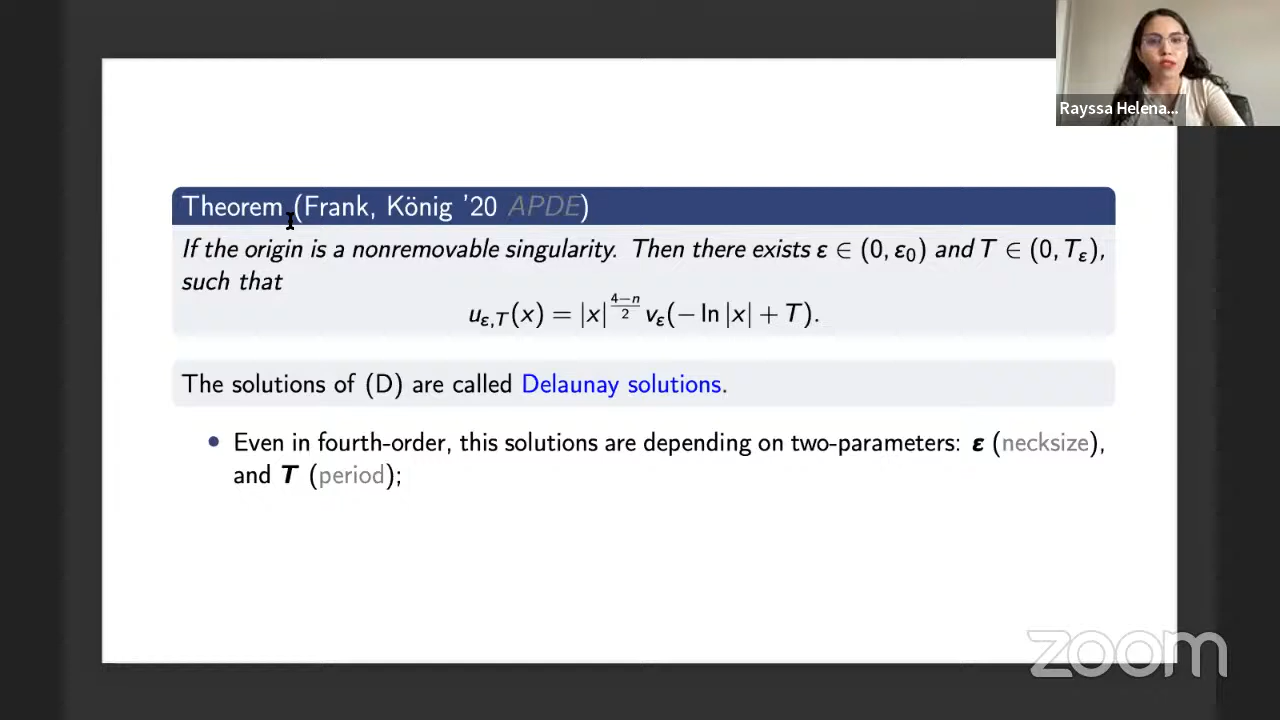 Rayssa Helena...
Theorem (Frank, König '20 APDE)
If the origin is a nonremovable singularity. Then there exists ε ∈ (0, ε₀) and T ∈ (0, T_ε),
such that
u_{ε,T}(x) = |x|^{\frac{4−n}{2}} v_ε(− ln |x| + T).
The solutions of (D) are called Delaunay solutions.
• Even in fourth-order, this solutions are depending on two-parameters: ε (necksize),
and T (period);
zoom